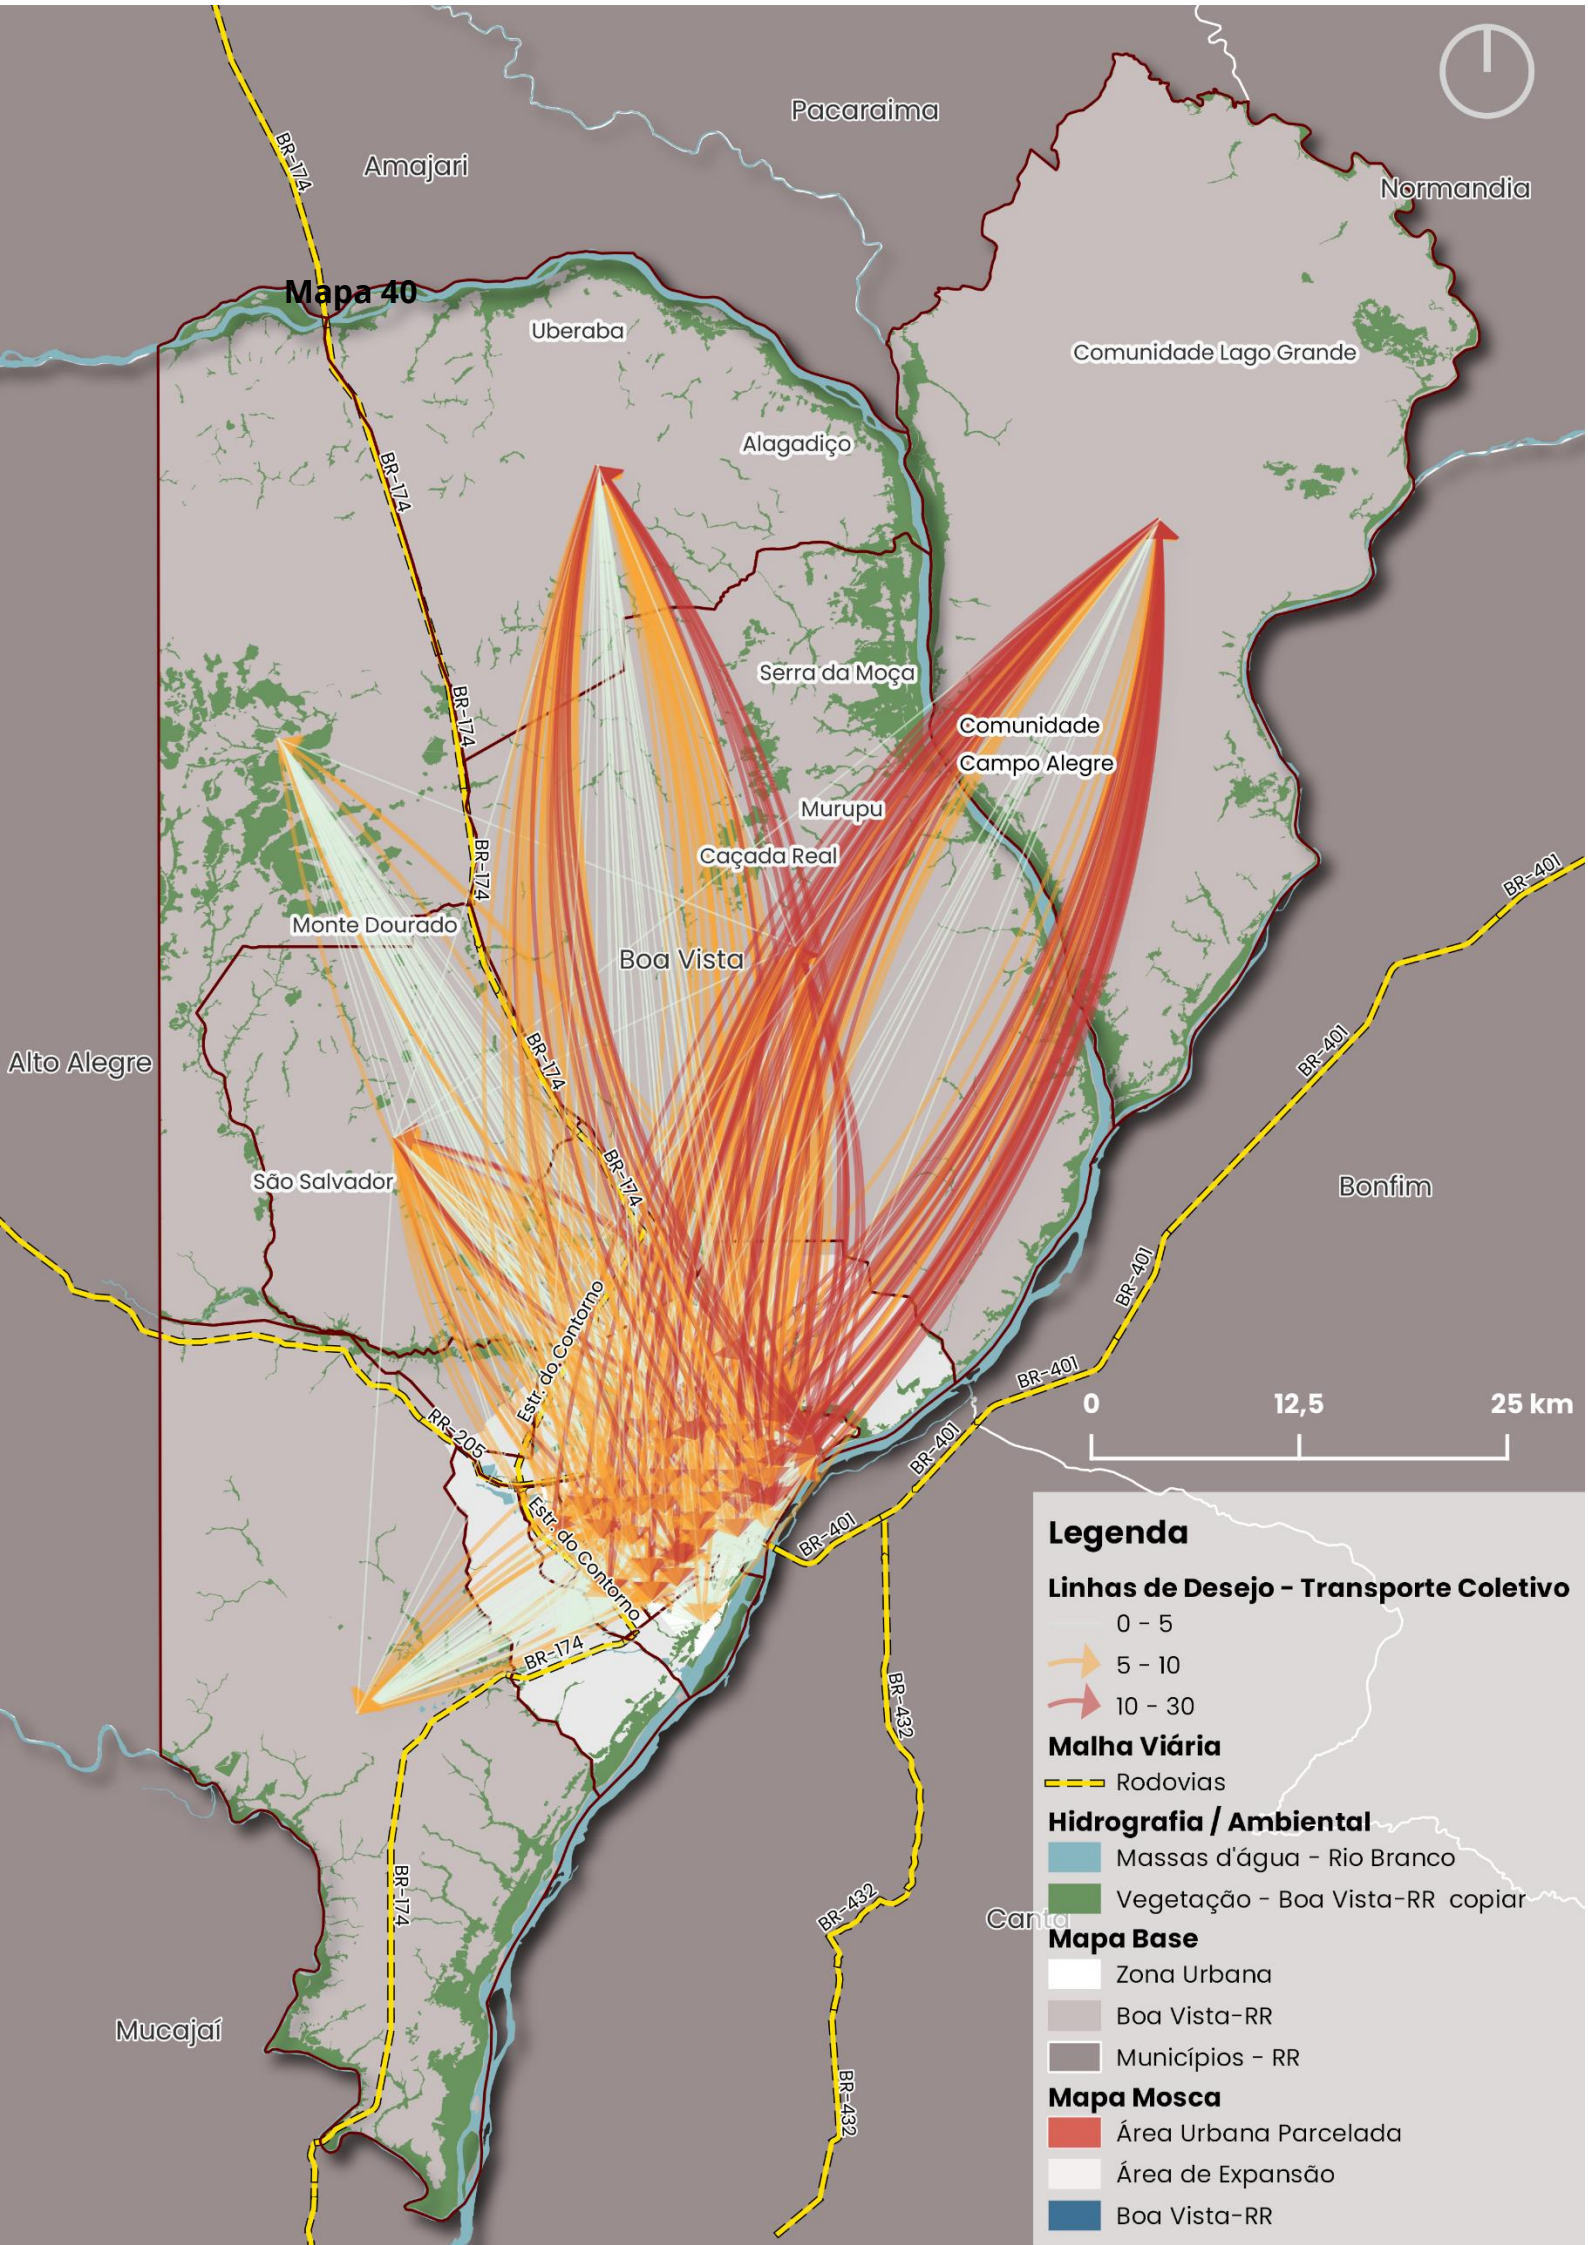 Pacaraima
Amajari
BR-174
Normandia
Mapa 40
Uberaba
Comunidade Lago Grande
Alagadiço
BR-174
Serra da Moça
BR-174
Comunidade
Campo Alegre
Murupu
Caçada Real
BR-174
BR-401
Monte Dourado
Boa Vista
Alto Alegre
BR-174
BR-401
São Salvador
BR-174
Bonfim
BR-401
Estr. do Contorno
BR-401
0 12,5 25 km
RR-205
BR-401
Estr. do Contorno
BR-401
BR-174
BR-432
BR-174
BR-432
Cantá
Mucajaí
BR-432
Legenda
Linhas de Desejo - Transporte Coletivo
0 - 5
5 - 10
10 - 30
Malha Viária
Rodovias
Hidrografia / Ambiental
Massas d'água - Rio Branco
Vegetação - Boa Vista-RR copiar
Mapa Base
Zona Urbana
Boa Vista-RR
Municípios - RR
Mapa Mosca
Área Urbana Parcelada
Área de Expansão
Boa Vista-RR